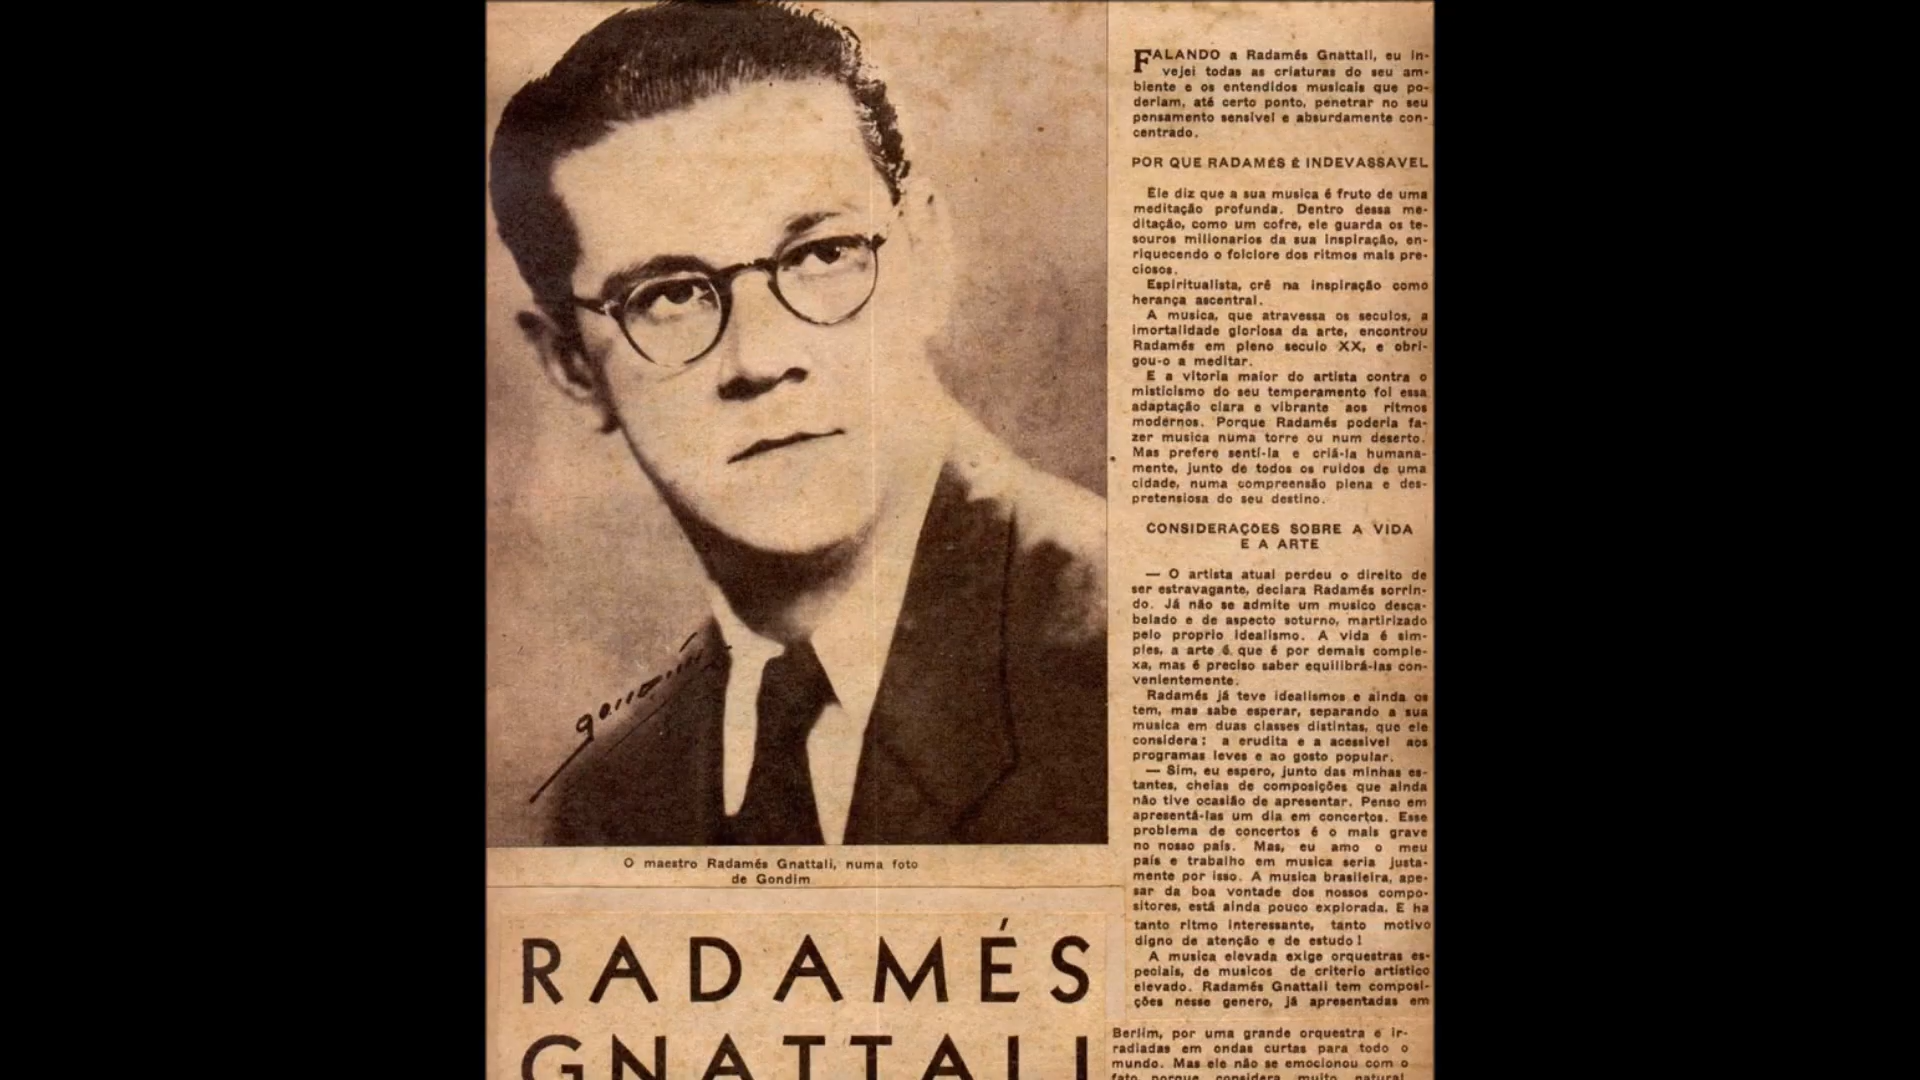 gondim
O maestro Radamés Gnattali, numa foto
de Gondim
RADAMÉS
GNATTALI
FALANDO a Radamés Gnattali, eu in-
vejei todas as criaturas do seu am-
biente e os entendidos musicais que po-
deriam, até certo ponto, penetrar no seu
pensamento sensivel e absurdamente con-
centrado.
POR QUE RADAMÉS É INDEVASSAVEL
Ele diz que a sua musica é fruto de uma
meditação profunda. Dentro dessa me-
ditação, como um cofre, ele guarda os te-
souros milionarios da sua inspiração, en-
riquecendo o folclore dos ritmos mais pre-
ciosos.
Espiritualista, crê na inspiração como
herança ascentral.
A musica, que atravessa os seculos, a
imortalidade gloriosa da arte, encontrou
Radamés em pleno seculo XX, e obri-
gou-o a meditar.
E a vitoria maior do artista contra o
misticismo do seu temperamento foi essa
adaptação clara e vibrante aos ritmos
modernos. Porque Radamés poderia fa-
zer musica numa torre ou num deserto.
Mas prefere sentí-la e criá-la humana-
mente, junto de todos os ruidos de uma
cidade, numa compreensão plena e des-
pretensiosa do seu destino.
CONSIDERAÇÕES SOBRE A VIDA
E A ARTE
— O artista atual perdeu o direito de
ser estravagante, declara Radamés sorrin-
do. Já não se admite um musico desca-
belado e de aspecto soturno, martirizado
pelo proprio idealismo. A vida é sim-
ples, a arte é que é por demais comple-
xa, mas é preciso saber equilibrá-las con-
venientemente.
Radamés já teve idealismos e ainda os
tem, mas sabe esperar, separando a sua
musica em duas classes distintas, que ele
considera: a erudita e a acessivel aos
programas leves e ao gosto popular.
— Sim, eu espero, junto das minhas es-
tantes, cheias de composições que ainda
não tive ocasião de apresentar. Penso em
apresentá-las um dia em concertos. Esse
problema de concertos é o mais grave
no nosso país. Mas, eu amo o meu
país e trabalho em musica seria justa-
mente por isso. A musica brasileira, ape-
sar da boa vontade dos nossos compo-
sitores, está ainda pouco explorada. E ha
tanto ritmo interessante, tanto motivo
digno de atenção e de estudo!
A musica elevada exige orquestras es-
peciais, de musicos de criterio artistico
elevado. Radamés Gnattali tem composi-
ções nesse genero, já apresentadas em
Berlim, por uma grande orquestra e ir-
radiadas em ondas curtas para todo o
mundo. Mas ele não se emocionou com o
fato porque considera muito natural